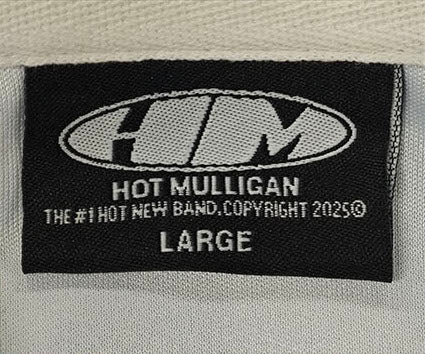 HM
HOT MULLIGAN
THE #1 HOT NEW BAND. COPYRIGHT 2025©
LARGE